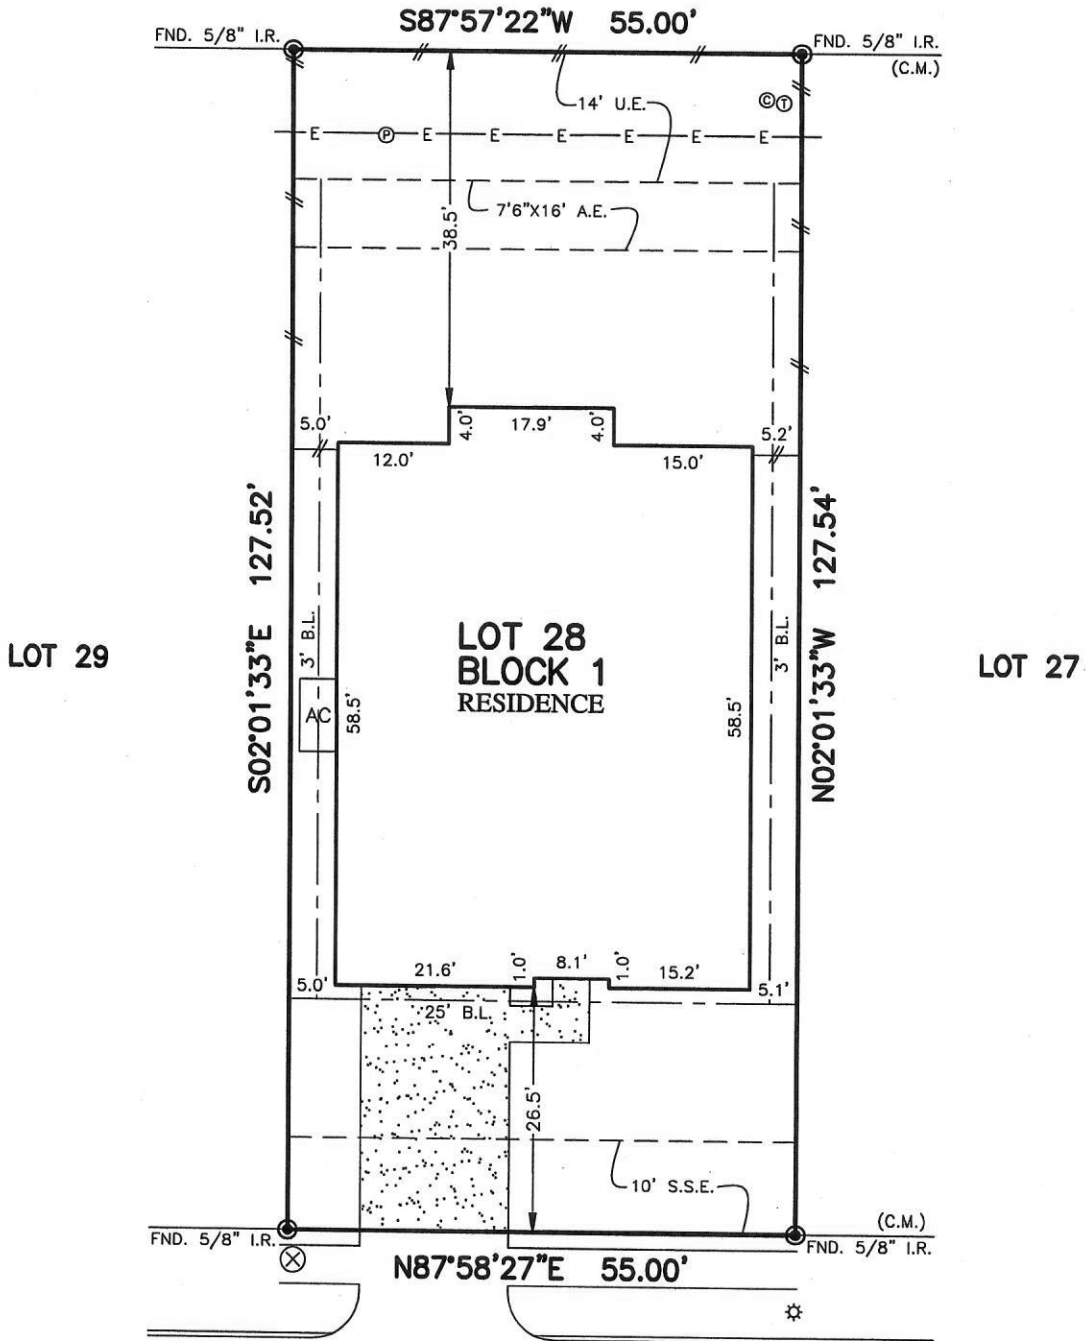 S87°57'22"W 55.00'
FND. 5/8" I.R.
FND. 5/8" I.R.
(C.M.)
14' U.E.
C T
E P E E E E E E
7'6"X16' A.E.
38.5'
5.0'
4.0'
17.9'
4.0'
5.2'
12.0'
15.0'
S02°01'33"E 127.52'
N02°01'33"W 127.54'
LOT 29
3' B.L.
LOT 28
BLOCK 1
RESIDENCE
3' B.L.
LOT 27
AC
58.5'
58.5'
21.6'
1.0'
8.1'
1.0'
15.2'
5.0'
5.1'
25' B.L.
26.5'
10' S.S.E.
(C.M.)
FND. 5/8" I.R.
FND. 5/8" I.R.
N87°58'27"E 55.00'